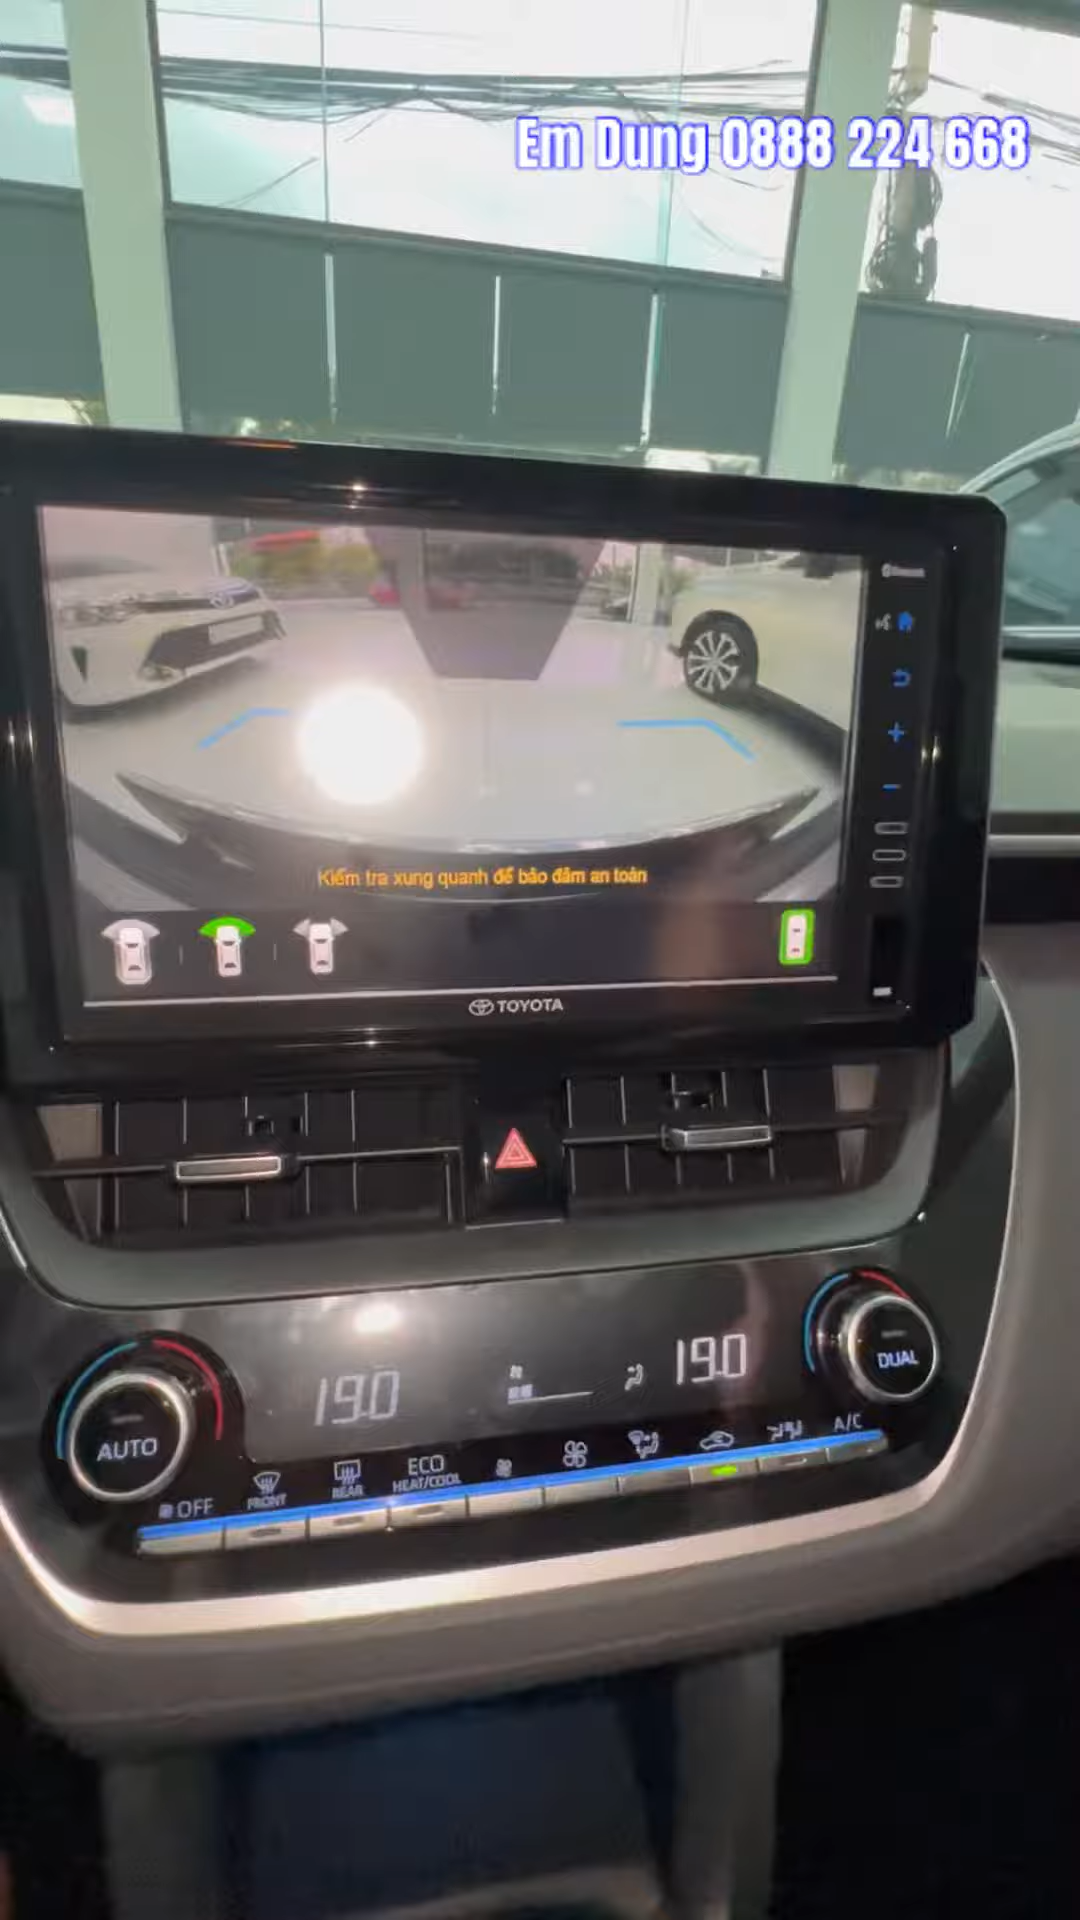 Em Dung 0888 224 668
Kiểm tra xung quanh để bảo đảm an toàn
TOYOTA
19.0
19.0
AUTO
DUAL
OFF
FRONT
REAR
ECO
HEAT/COOL
A/C